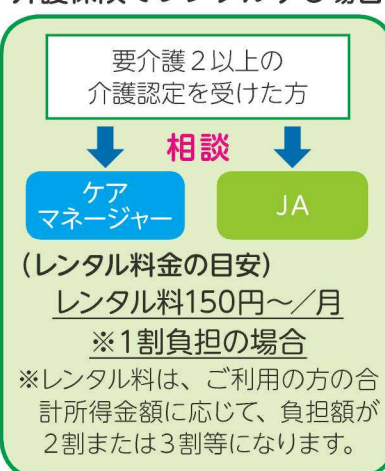 介護保険でレンタルする場合
要介護2以上の
介護認定を受けた方
相談
ケア
マネージャー
JA
(レンタル料金の目安)
レンタル料150円~/月
※1割負担の場合
※レンタル料は、ご利用の方の合
計所得金額に応じて、負担額が
2割または3割等になります。